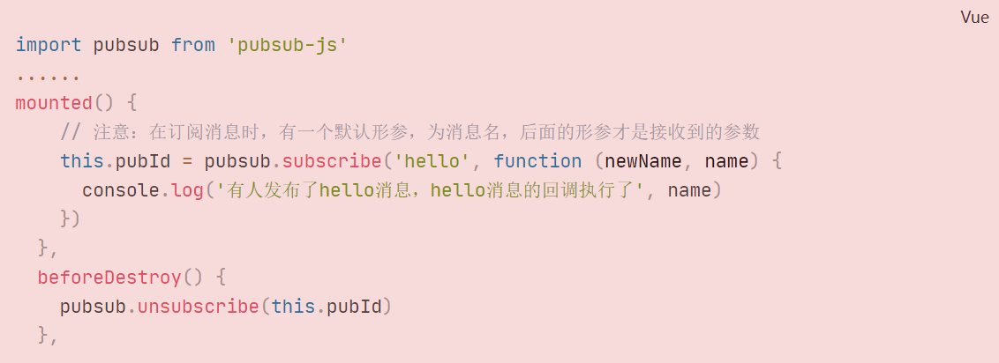 Vue
import pubsub from 'pubsub-js'
......
mounted() {
    // 注意：在订阅消息时，有一个默认形参，为消息名，后面的形参才是接收到的参数
    this.pubId = pubsub.subscribe('hello', function (newName, name) {
      console.log('有人发布了hello消息，hello消息的回调执行了', name)
    })
  },
  beforeDestroy() {
    pubsub.unsubscribe(this.pubId)
  },